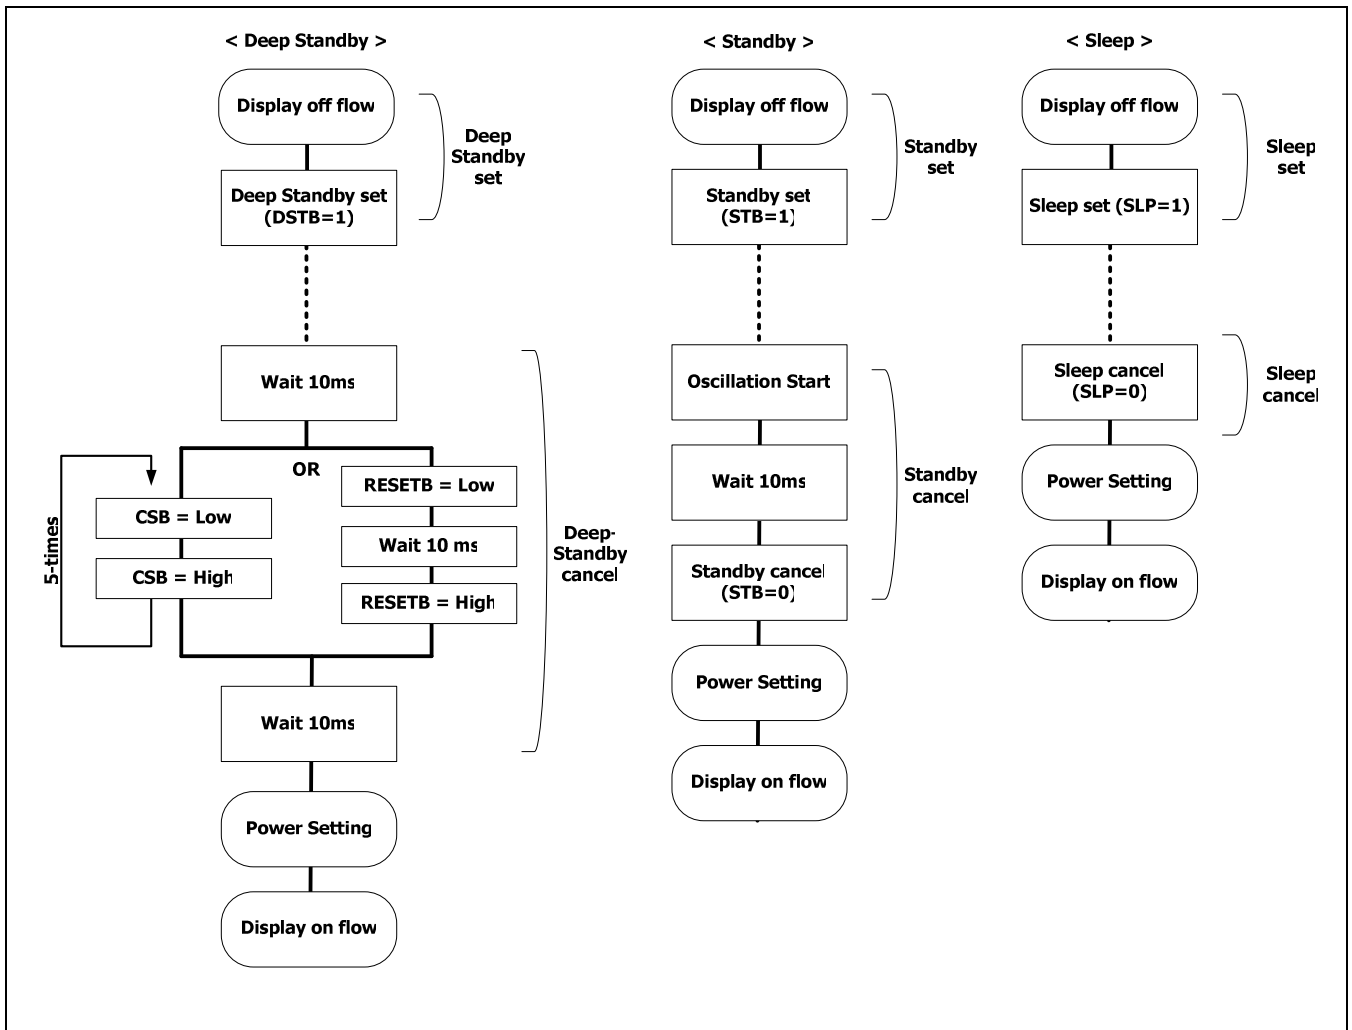 < Deep Standby >
Display off flow
Deep Standby set
(DSTB=1)
Deep
Standby
set
Wait 10ms
OR
5-times
CSB = Low
CSB = High
RESETB = Low
Wait 10 ms
RESETB = High
Deep-
Standby
cancel
Wait 10ms
Power Setting
Display on flow
< Standby >
Display off flow
Standby set
(STB=1)
Standby
set
Oscillation Start
Wait 10ms
Standby cancel
(STB=0)
Standby
cancel
Power Setting
Display on flow
< Sleep >
Display off flow
Sleep set (SLP=1)
Sleep
set
Sleep cancel
(SLP=0)
Sleep
cancel
Power Setting
Display on flow